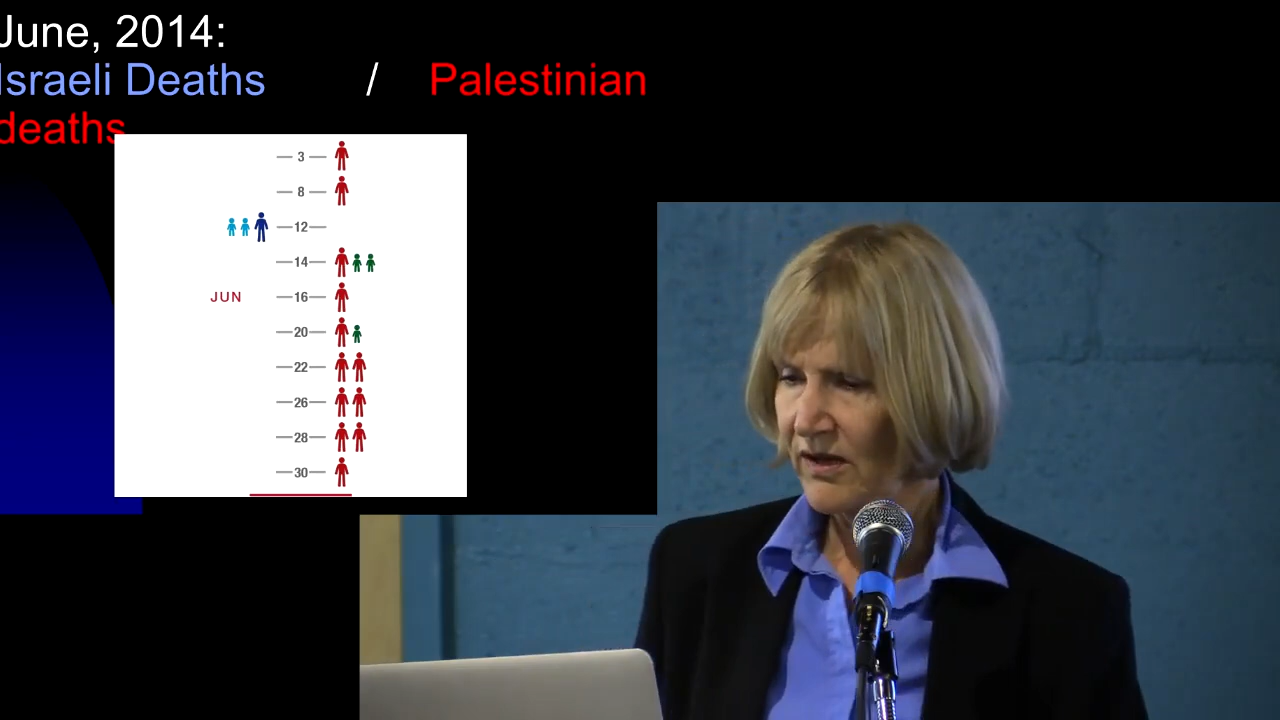 June, 2014:
Israeli Deaths / Palestinian
deaths
3
8
12
14
JUN 16
20
22
26
28
30